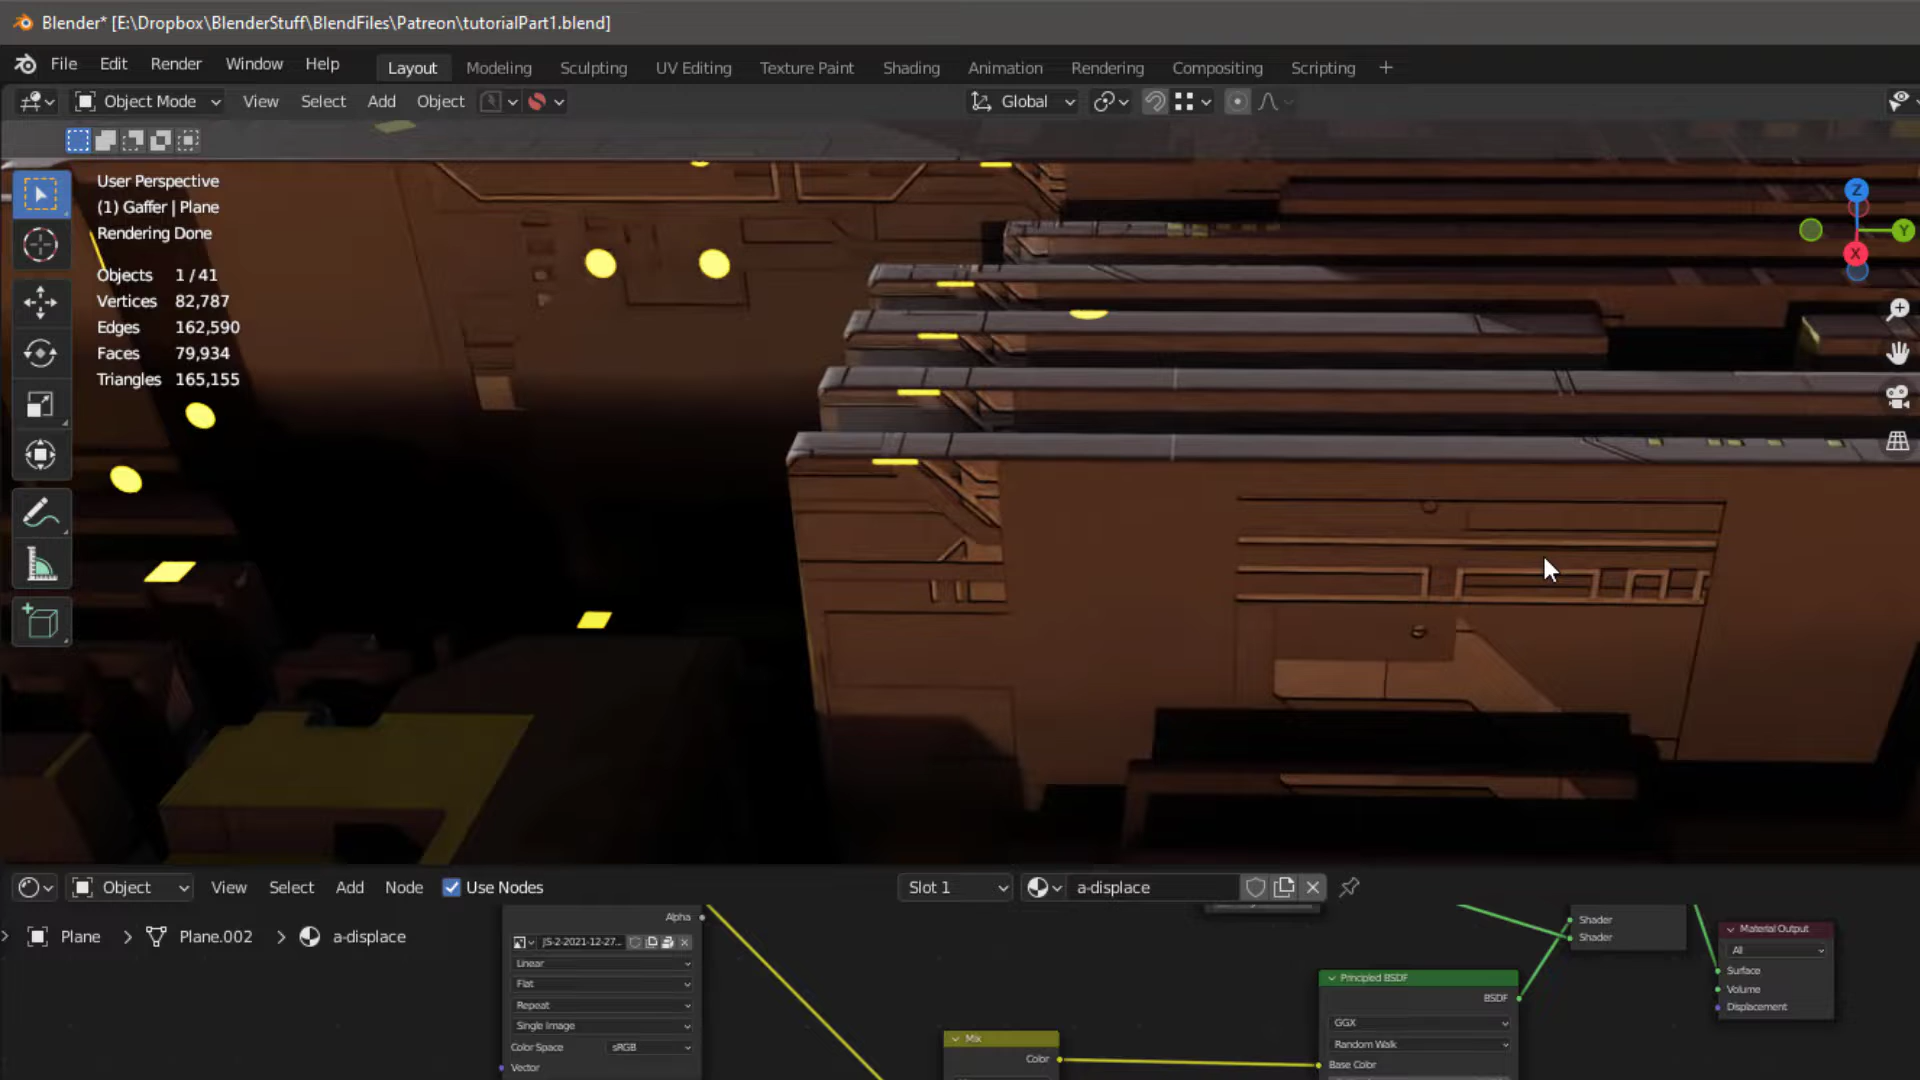 Blender* [E:\Dropbox\BlenderStuff\BlendFiles\Patreon\tutorialPart1.blend]
File Edit Render Window Help Layout Modeling Sculpting UV Editing Texture Paint Shading Animation Rendering Compositing Scripting +
Object Mode View Select Add Object Global
User Perspective
(1) Gaffer | Plane
Rendering Done
Objects 1 / 41
Vertices 82,787
Edges 162,590
Faces 79,934
Triangles 165,155
Z
Y
X
Object View Select Add Node Use Nodes Slot 1 a-displace
Plane > Plane.002 > a-displace
Alpha
JS-2-2021-12-27...
Linear
Flat
Repeat
Single Image
Color Space sRGB
Vector
Mix
Color
Principled BSDF
BSDF
GGX
Random Walk
Base Color
Shader
Shader
Material Output
All
Surface
Volume
Displacement